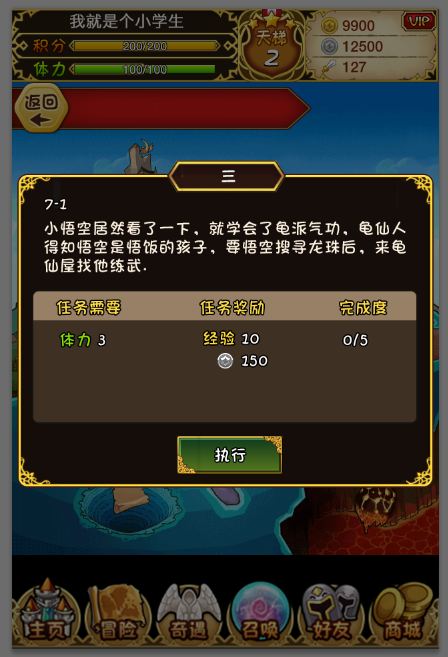 我就是个小学生
积分 200/200
体力 100/100
天梯
2
9900
12500
127
VIP
返回
三
7-1
小悟空居然看了一下，就学会了龟派气功，龟仙人
得知悟空是悟饭的孩子，要悟空搜寻龙珠后，来龟
仙屋找他练武.
任务需要 任务奖励 完成度
体力 3 经验 10 0/5
150
执行
主页 冒险 奇遇 召唤 好友 商城